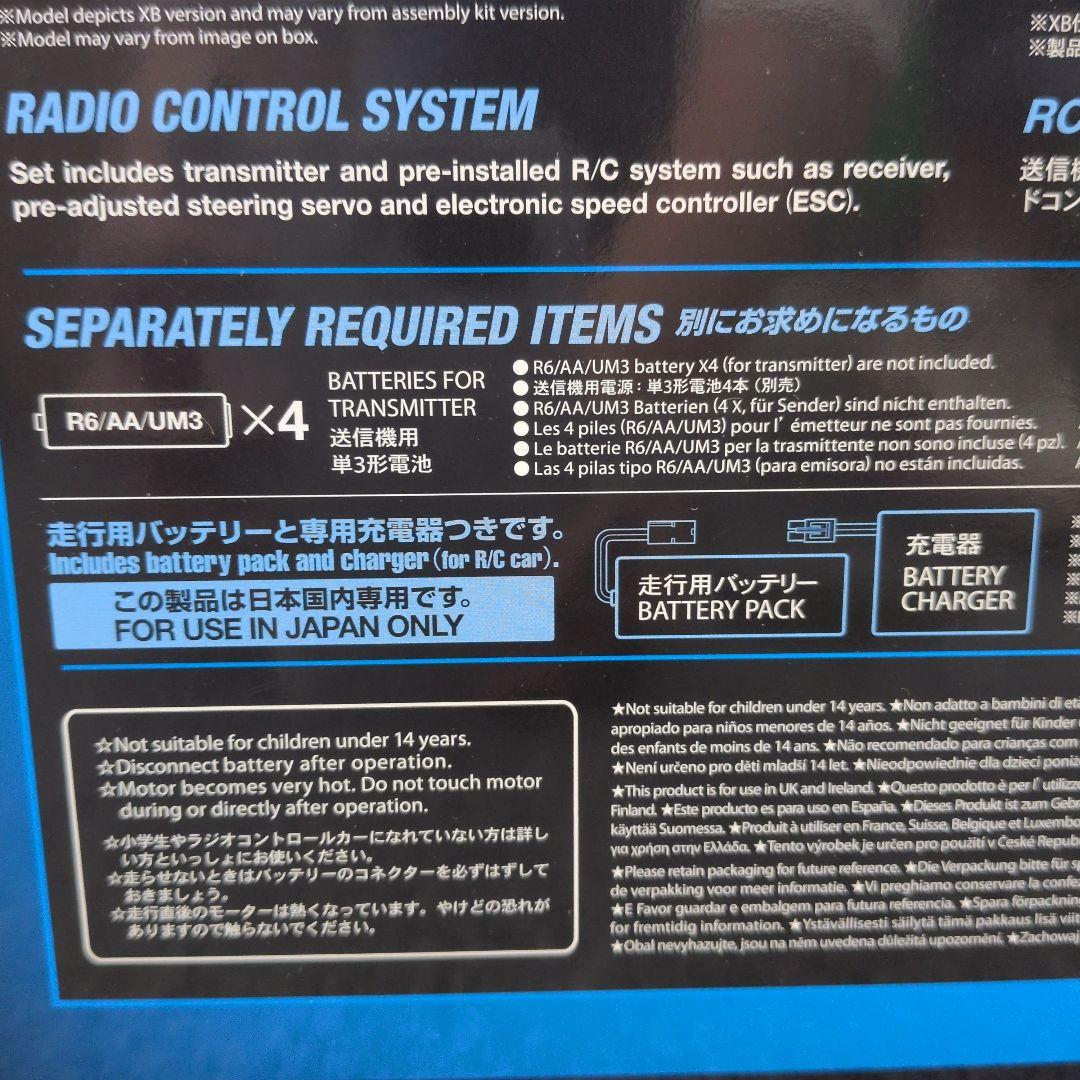 ※Model depicts XB version and may vary from assembly kit version.
※Model may vary from image on box.
※XB仕
※製品
RADIO CONTROL SYSTEM
RC
Set includes transmitter and pre-installed R/C system such as receiver,
pre-adjusted steering servo and electronic speed controller (ESC).
送信機
ドコン
SEPARATELY REQUIRED ITEMS 別にお求めになるもの
R6/AA/UM3 ×4
BATTERIES FOR
TRANSMITTER
送信機用
単3形電池
●R6/AA/UM3 battery X4 (for transmitter) are not included.
●送信機用電源：単3形電池4本（別売）
●R6/AA/UM3 Batterien (4 X, für Sender) sind nicht enthalten.
●Les 4 piles (R6/AA/UM3) pour l’émetteur ne sont pas fournies.
●Le batterie R6/AA/UM3 per la trasmittente non sono incluse (4 pz).
●Las 4 pilas tipo R6/AA/UM3 (para emisora) no están incluidas.
走行用バッテリーと専用充電器つきです。
Includes battery pack and charger (for R/C car).
この製品は日本国内専用です。
FOR USE IN JAPAN ONLY
走行用バッテリー
BATTERY PACK
充電器
BATTERY
CHARGER
☆Not suitable for children under 14 years.
☆Disconnect battery after operation.
☆Motor becomes very hot. Do not touch motor
during or directly after operation.
☆小学生やラジオコントロールカーになれていない方は詳し
い方といっしょにお使いください。
☆走らせないときはバッテリーのコネクターを必ずはずして
おきましょう。
☆走行直後のモーターは熱くなっています。やけどの恐れが
ありますので触らないでください。
★Not suitable for children under 14 years. ★Non adatto a bambini di età
apropiado para niños menores de 14 años. ★Nicht geeignet für Kinder
des enfants de moins de 14 ans. ★Não recomendado para crianças com
★Není určeno pro děti mladší 14 let. ★Nieodpowiednie dla dzieci poniż
★This product is for use in UK and Ireland. ★Questo prodotto è per l’ utilizzo
Finland. ★Este producto es para uso en España. ★Dieses Produkt ist zum Gebr
käyttää Suomessa. ★Produit à utiliser en France, Suisse, Belgique et Luxembo
για χρήση στην Ελλάδα. ★Tento výrobek je určen pro použití v České Republ
★Please retain packaging for future reference. ★Die Verpackung bitte für sp
de verpakking voor meer informatie. ★Vi preghiamo conservare la confez
★E Favor guardar e embalgem para futura referencia. ★Spara förpackning
for fremtidig information. ★Ystävällisesti säilytä tämä pakkaus lisä viit
★Obal nevyhazujte, jsou na něm uvedena důležitá upozornění. ★Zachowaj